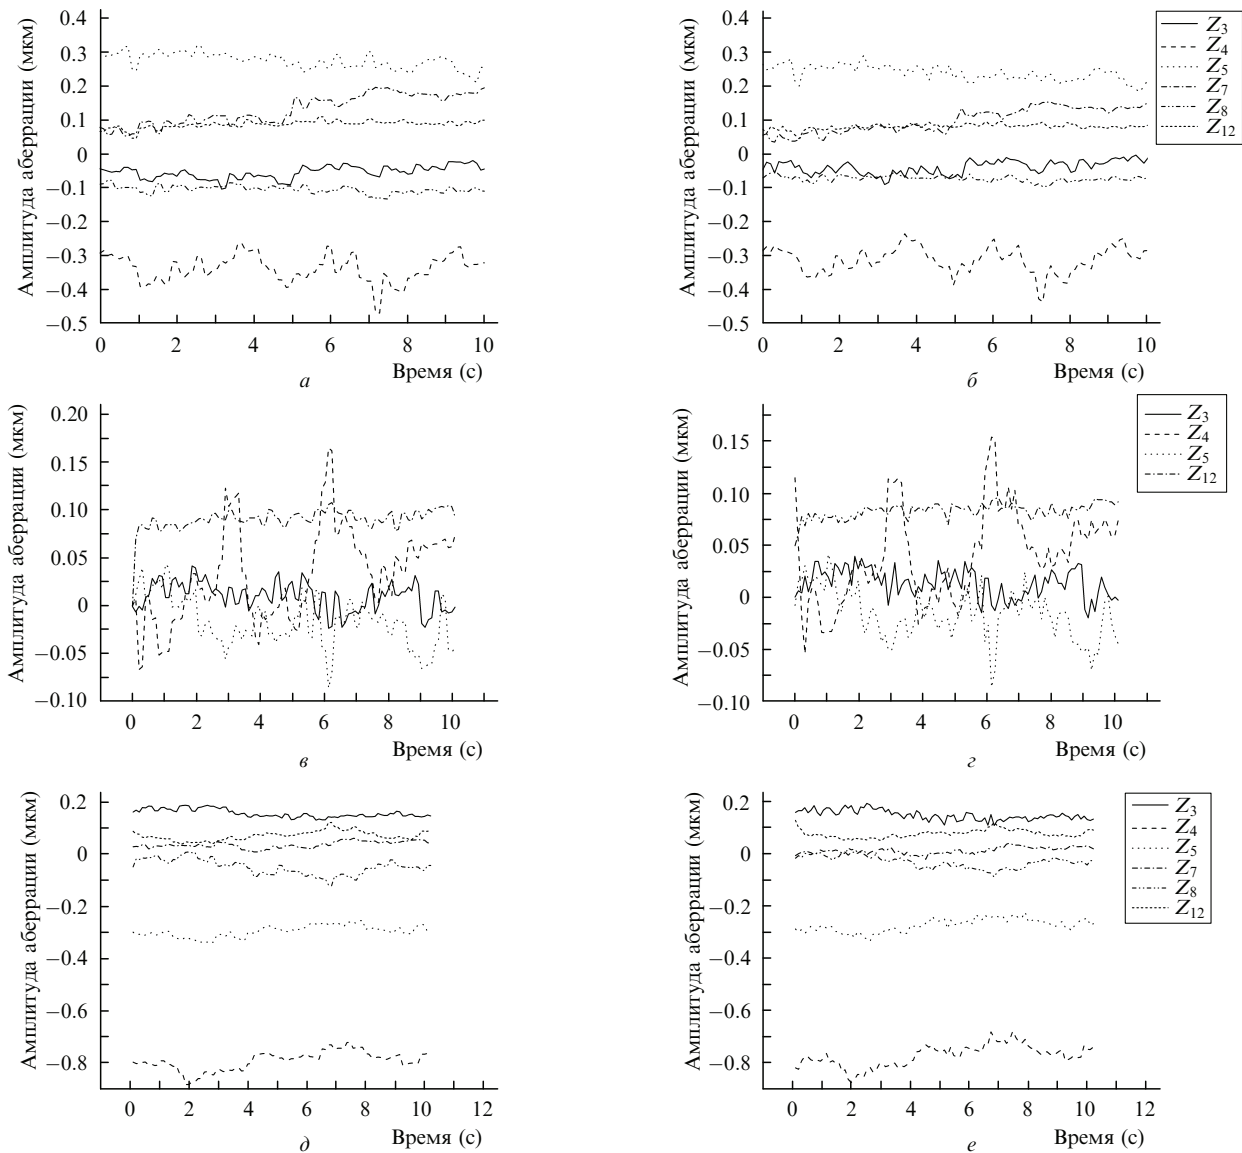 Амплитуда аберрации (мкм)
0.4
0.3
0.2
0.1
0
−0.1
−0.2
−0.3
−0.4
−0.5
0 2 4 6 8 10
Время (с)
а
Амплитуда аберрации (мкм)
0.4
0.3
0.2
0.1
0
−0.1
−0.2
−0.3
−0.4
−0.5
0 2 4 6 8 10
Время (с)
б
Z3
Z4
Z5
Z7
Z8
Z12
Амплитуда аберрации (мкм)
0.20
0.15
0.10
0.05
0
−0.05
−0.10
0 2 4 6 8 10
Время (с)
в
Амплитуда аберрации (мкм)
0.15
0.10
0.05
0
−0.05
−0.10
0 2 4 6 8 10
Время (с)
г
Z3
Z4
Z5
Z12
Амплитуда аберрации (мкм)
0.2
0
−0.2
−0.4
−0.6
−0.8
0 2 4 6 8 10 12
Время (с)
д
Амплитуда аберрации (мкм)
0.2
0
−0.2
−0.4
−0.6
−0.8
0 2 4 6 8 10 12
Время (с)
е
Z3
Z4
Z5
Z7
Z8
Z12